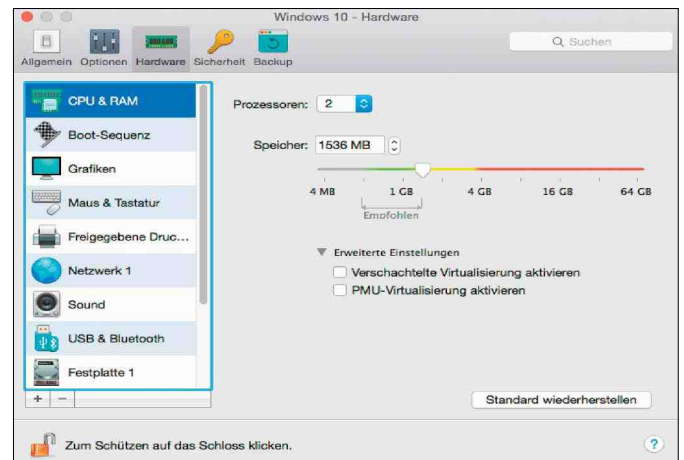 Windows 10 - Hardware
Allgemein Optionen Hardware Sicherheit Backup
Suchen
CPU & RAM
Boot-Sequenz
Grafiken
Maus & Tastatur
Freigegebene Druc...
Netzwerk 1
Sound
USB & Bluetooth
Festplatte 1
+ −
Prozessoren: 2
Speicher: 1536 MB
4 MB 1 GB 4 GB 16 GB 64 GB
Empfohlen
Erweiterte Einstellungen
Verschachtelte Virtualisierung aktivieren
PMU-Virtualisierung aktivieren
Standard wiederherstellen
Zum Schützen auf das Schloss klicken.
?